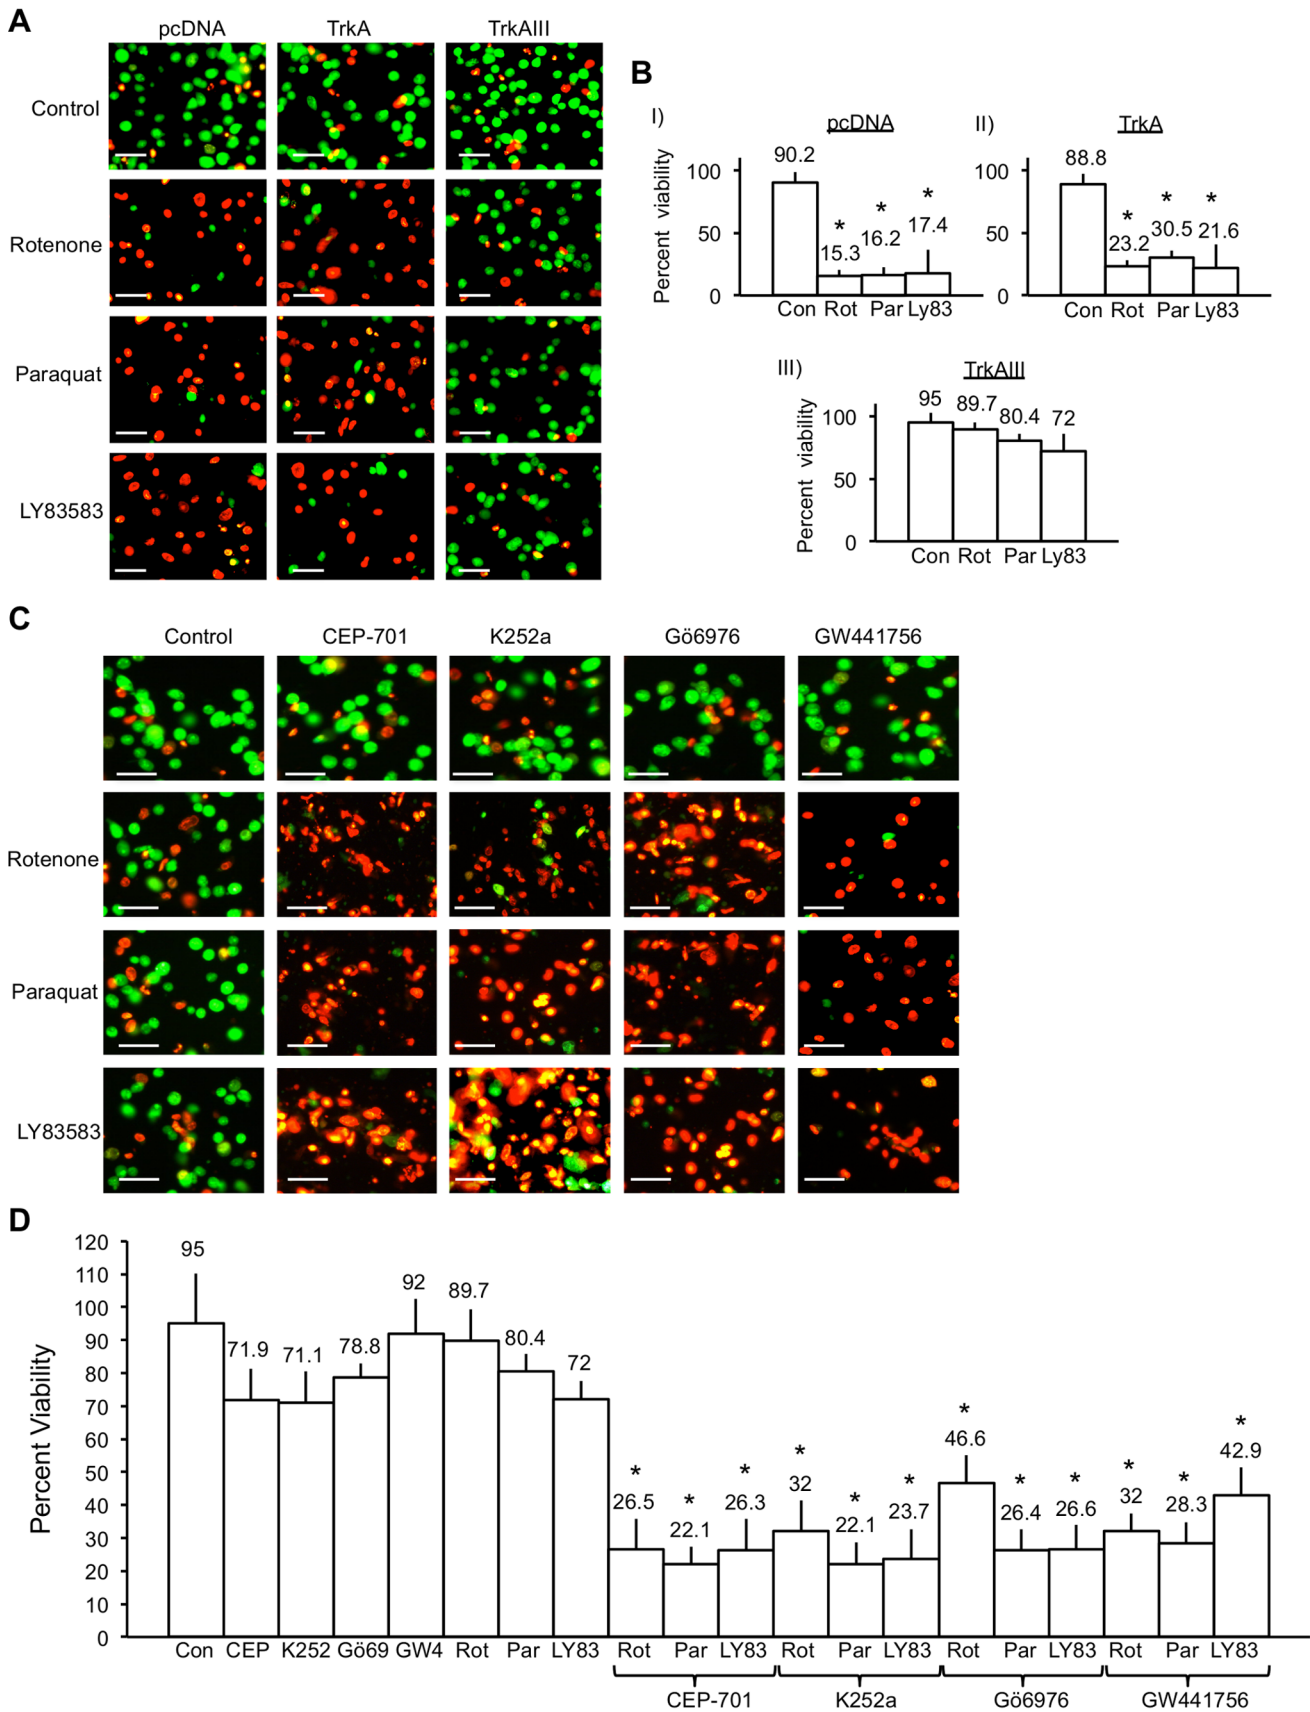 A
pcDNA TrkA TrkAIII
Control
Rotenone
Paraquat
LY83583
B
I) pcDNA
Percent viability
100
50
0
90.2
* 15.3
* 16.2
* 17.4
Con Rot Par Ly83
II) TrkA
100
50
0
88.8
* 23.2
* 30.5
* 21.6
Con Rot Par Ly83
III) TrkAIII
Percent viability
100
50
0
95 89.7 80.4 72
Con Rot Par Ly83
C
Control CEP-701 K252a Gö6976 GW441756
Rotenone
Paraquat
LY83583
D
Percent Viability
120
110
100
90
80
70
60
50
40
30
20
10
0
95
71.9
71.1
78.8
92
89.7
80.4
72
* 26.5
* 22.1
* 26.3
* 32
* 22.1
* 23.7
* 46.6
* 26.4
* 26.6
* 32
* 28.3
* 42.9
Con CEP K252 Gö69 GW4 Rot Par LY83 Rot Par LY83 Rot Par LY83 Rot Par LY83 Rot Par LY83
CEP-701 K252a Gö6976 GW441756